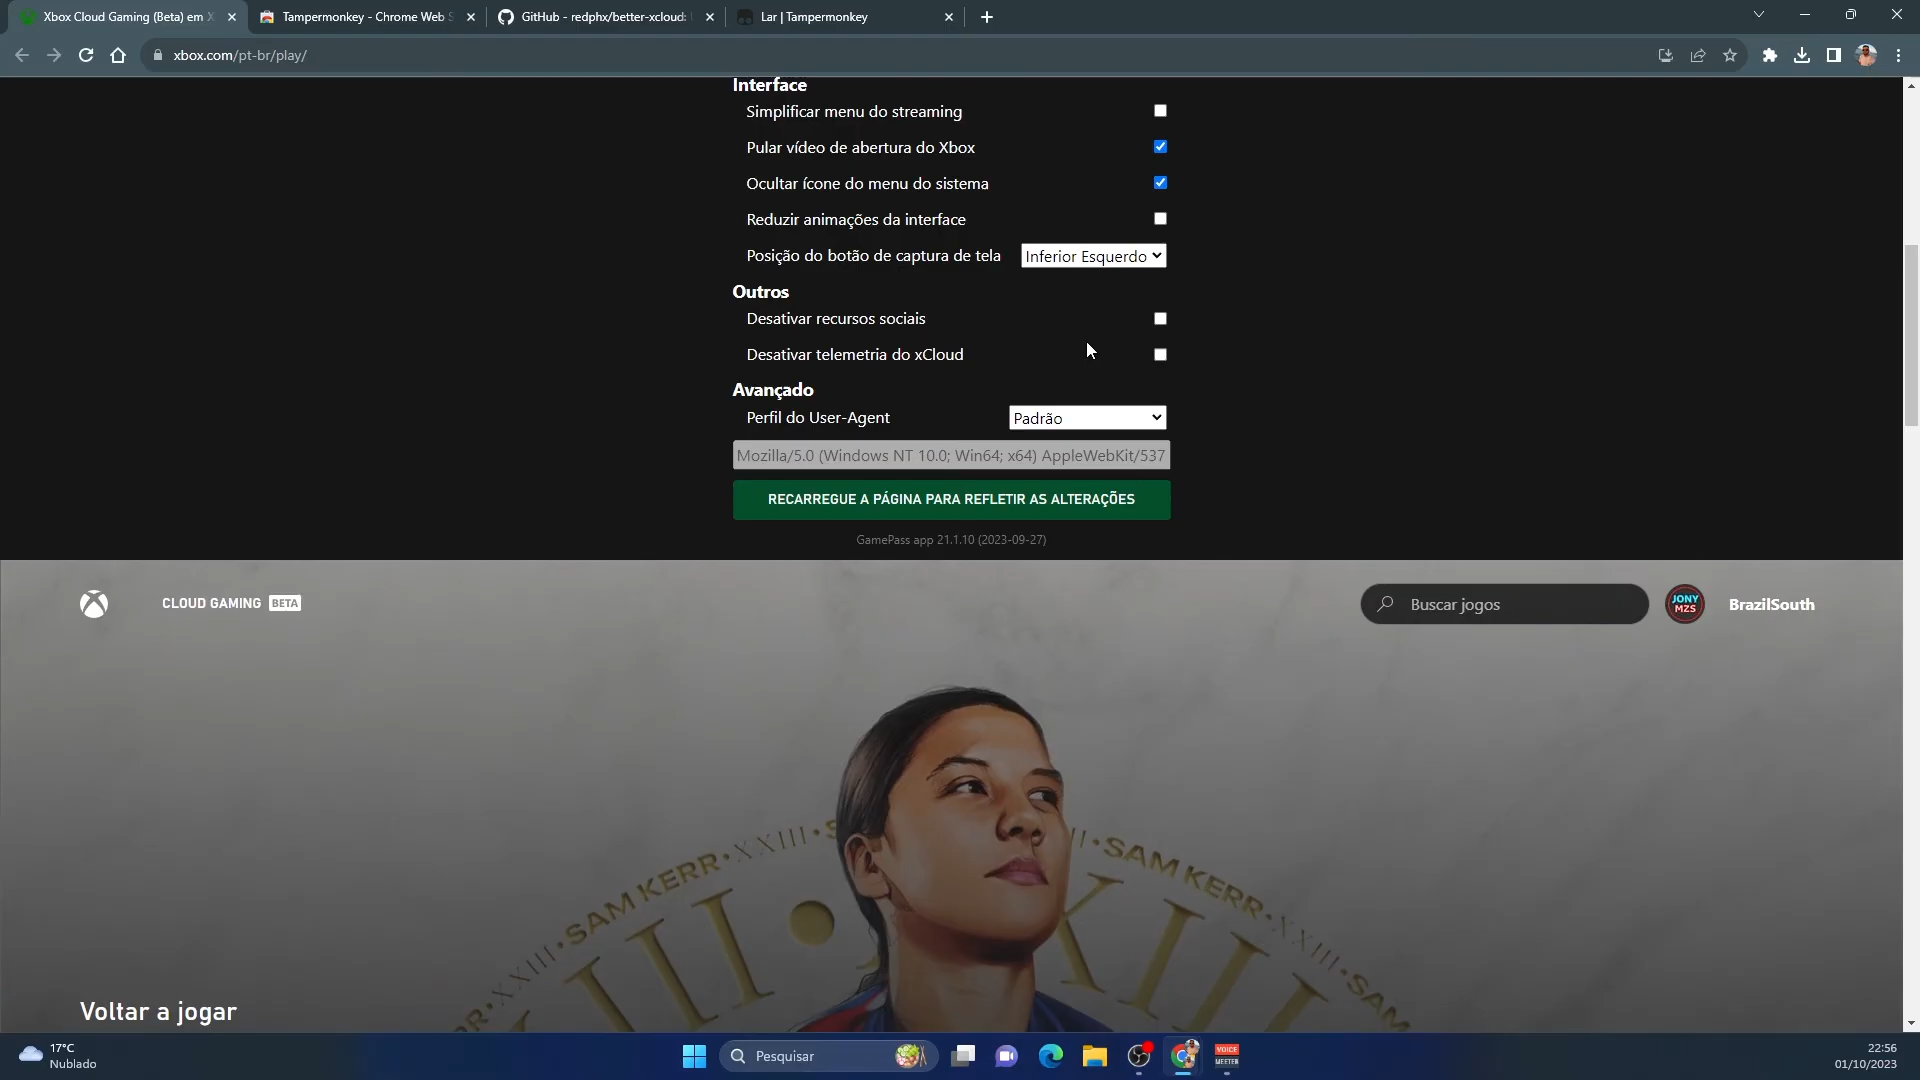 Xbox Cloud Gaming (Beta) em X
Tampermonkey - Chrome Web S
GitHub - redphx/better-xcloud:
Lar | Tampermonkey
xbox.com/pt-br/play/
Interface
Simplificar menu do streaming
Pular vídeo de abertura do Xbox
Ocultar ícone do menu do sistema
Reduzir animações da interface
Posição do botão de captura de tela
Inferior Esquerdo
Outros
Desativar recursos sociais
Desativar telemetria do xCloud
Avançado
Perfil do User-Agent
Padrão
Mozilla/5.0 (Windows NT 10.0; Win64; x64) AppleWebKit/537
RECARREGUE A PÁGINA PARA REFLETIR AS ALTERAÇÕES
GamePass app 21.1.10 (2023-09-27)
CLOUD GAMING BETA
Buscar jogos
JONY
MZS
BrazilSouth
XXIII • SAM KERR • XXIII • S
• SAM KERR • XXIII • SAM
Voltar a jogar
17°C
Nublado
Pesquisar
VOICE
MEETER
22:56
01/10/2023